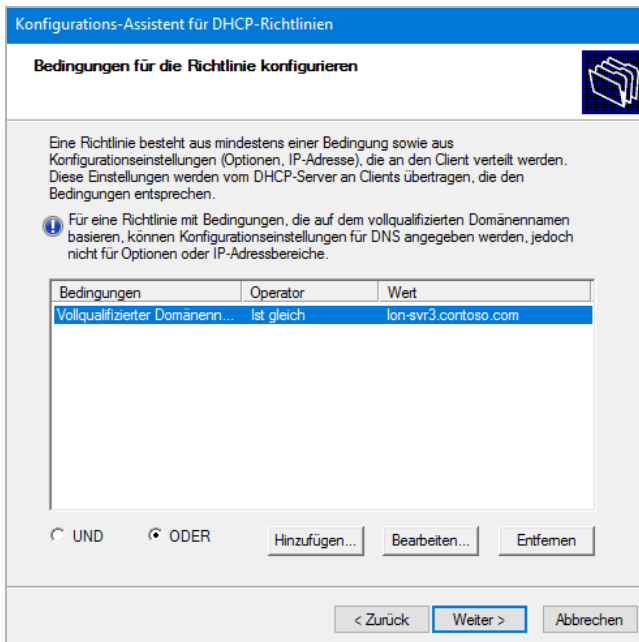 Konfigurations-Assistent für DHCP-Richtlinien
Bedingungen für die Richtlinie konfigurieren
Eine Richtlinie besteht aus mindestens einer Bedingung sowie aus
Konfigurationseinstellungen (Optionen, IP-Adresse), die an den Client verteilt werden.
Diese Einstellungen werden vom DHCP-Server an Clients übertragen, die den
Bedingungen entsprechen.
Für eine Richtlinie mit Bedingungen, die auf dem vollqualifizierten Domänennamen
basieren, können Konfigurationseinstellungen für DNS angegeben werden, jedoch
nicht für Optionen oder IP-Adressbereiche.
Bedingungen Operator Wert
Vollqualifizierter Domänenn... Ist gleich lon-svr3.contoso.com
UND ODER Hinzufügen... Bearbeiten... Entfernen
< Zurück Weiter > Abbrechen